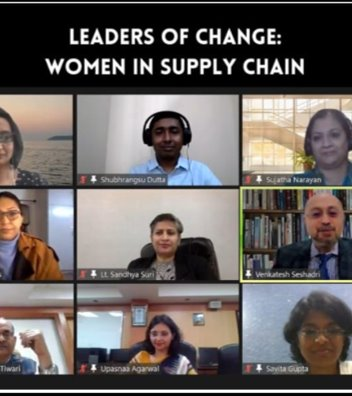 LEADERS OF CHANGE:
WOMEN IN SUPPLY CHAIN
Shubhrangsu Dutta
Sujatha Narayan
Lt. Sandhya Suri
Venkatesh Seshadri
Tiwari
Upasnaa Agarwal
Savita Gupta